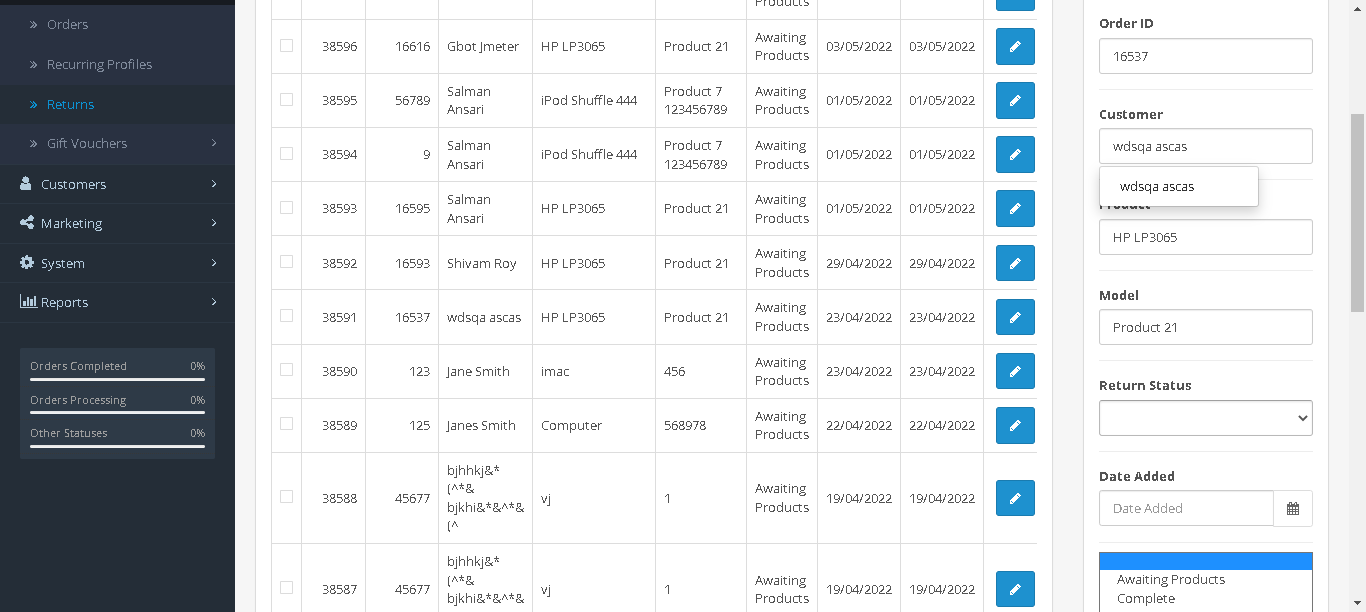 Orders
Recurring Profiles
Returns
Gift Vouchers
Customers
Marketing
System
Reports
Orders Completed 0%
Orders Processing 0%
Other Statuses 0%
Products
38596 16616 Gbot Jmeter HP LP3065 Product 21 Awaiting Products 03/05/2022 03/05/2022
38595 56789 Salman Ansari iPod Shuffle 444 Product 7 123456789 Awaiting Products 01/05/2022 01/05/2022
38594 9 Salman Ansari iPod Shuffle 444 Product 7 123456789 Awaiting Products 01/05/2022 01/05/2022
38593 16595 Salman Ansari HP LP3065 Product 21 Awaiting Products 01/05/2022 01/05/2022
38592 16593 Shivam Roy HP LP3065 Product 21 Awaiting Products 29/04/2022 29/04/2022
38591 16537 wdsqa ascas HP LP3065 Product 21 Awaiting Products 23/04/2022 23/04/2022
38590 123 Jane Smith imac 456 Awaiting Products 23/04/2022 23/04/2022
38589 125 Janes Smith Computer 568978 Awaiting Products 22/04/2022 22/04/2022
38588 45677 bjhhkj&*(^*& bjkhi&*&^*&(^ vj 1 Awaiting Products 19/04/2022 19/04/2022
38587 45677 bjhhkj&*(^*& bjkhi&*&^*& vj 1 Awaiting Products 19/04/2022 19/04/2022
Order ID
16537
Customer
wdsqa ascas
wdsqa ascas
Product
HP LP3065
Model
Product 21
Return Status
Date Added
Date Added
Awaiting Products
Complete